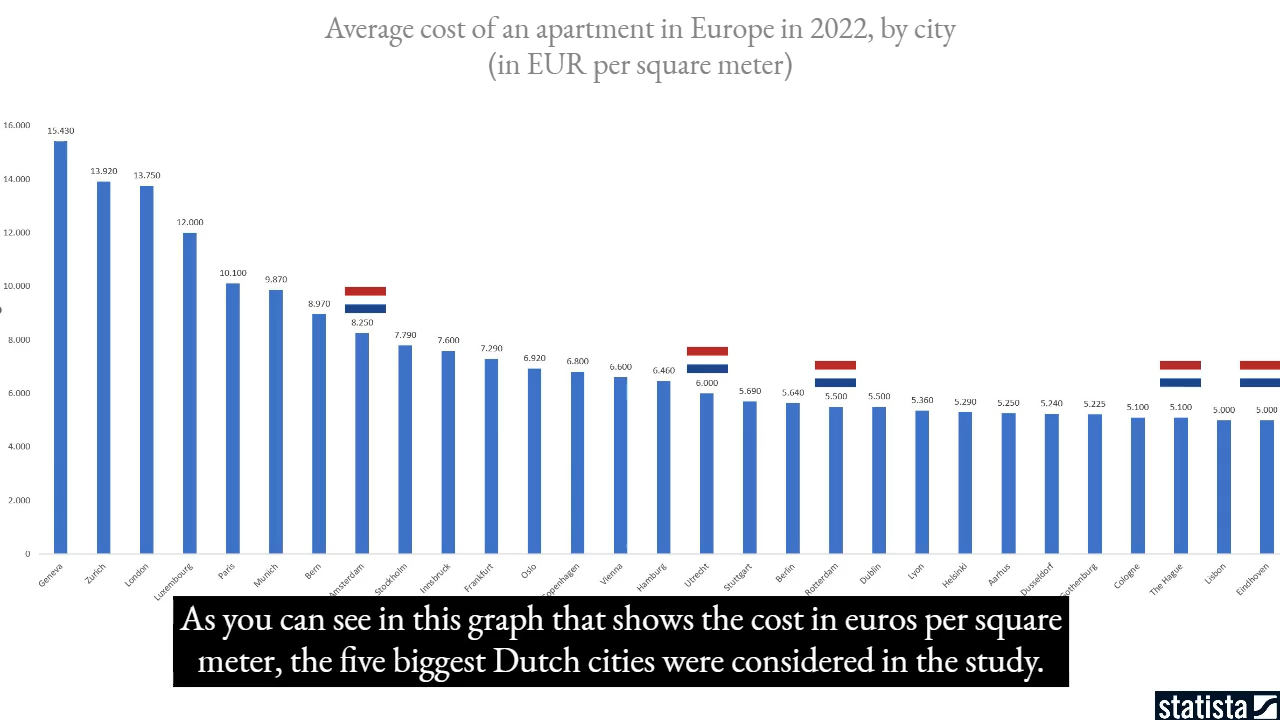 Average cost of an apartment in Europe in 2022, by city
(in EUR per square meter)
16.000
14.000
12.000
10.000
8.000
6.000
4.000
2.000
0
15.430
13.920
13.750
12.000
10.100
9.870
8.970
8.250
7.790
7.600
7.290
6.920
6.800
6.600
6.460
6.000
5.690
5.640
5.500
5.500
5.360
5.290
5.250
5.240
5.225
5.100
5.100
5.000
5.000
Geneva
Zurich
London
Luxembourg
Paris
Munich
Bern
Amsterdam
Stockholm
Innsbruck
Frankfurt
Oslo
openhagen
Vienna
Hamburg
Utrecht
Stuttgart
Berlin
Rotterdam
Dublin
Lyon
Helsinki
Aarhus
Dusseldorf
othenburg
Cologne
The Hague
Lisbon
Eindhoven
As you can see in this graph that shows the cost in euros per square
meter, the five biggest Dutch cities were considered in the study.
statista